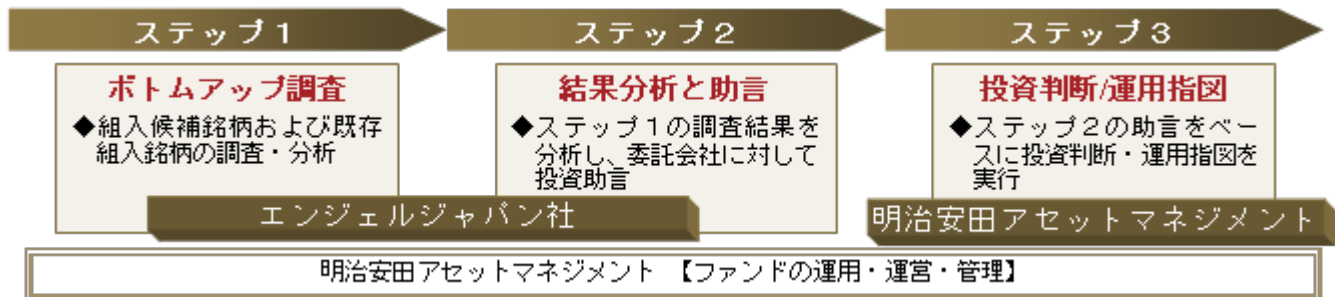 ステップ1
ステップ2
ステップ3
ボトムアップ調査
◆組入候補銘柄および既存
組入銘柄の調査・分析
結果分析と助言
◆ステップ1の調査結果を
分析し、委託会社に対して
投資助言
投資判断/運用指図
◆ステップ2の助言をベー
スに投資判断・運用指図を
実行
エンジェルジャパン社
明治安田アセットマネジメント
明治安田アセットマネジメント 【ファンドの運用・運営・管理】